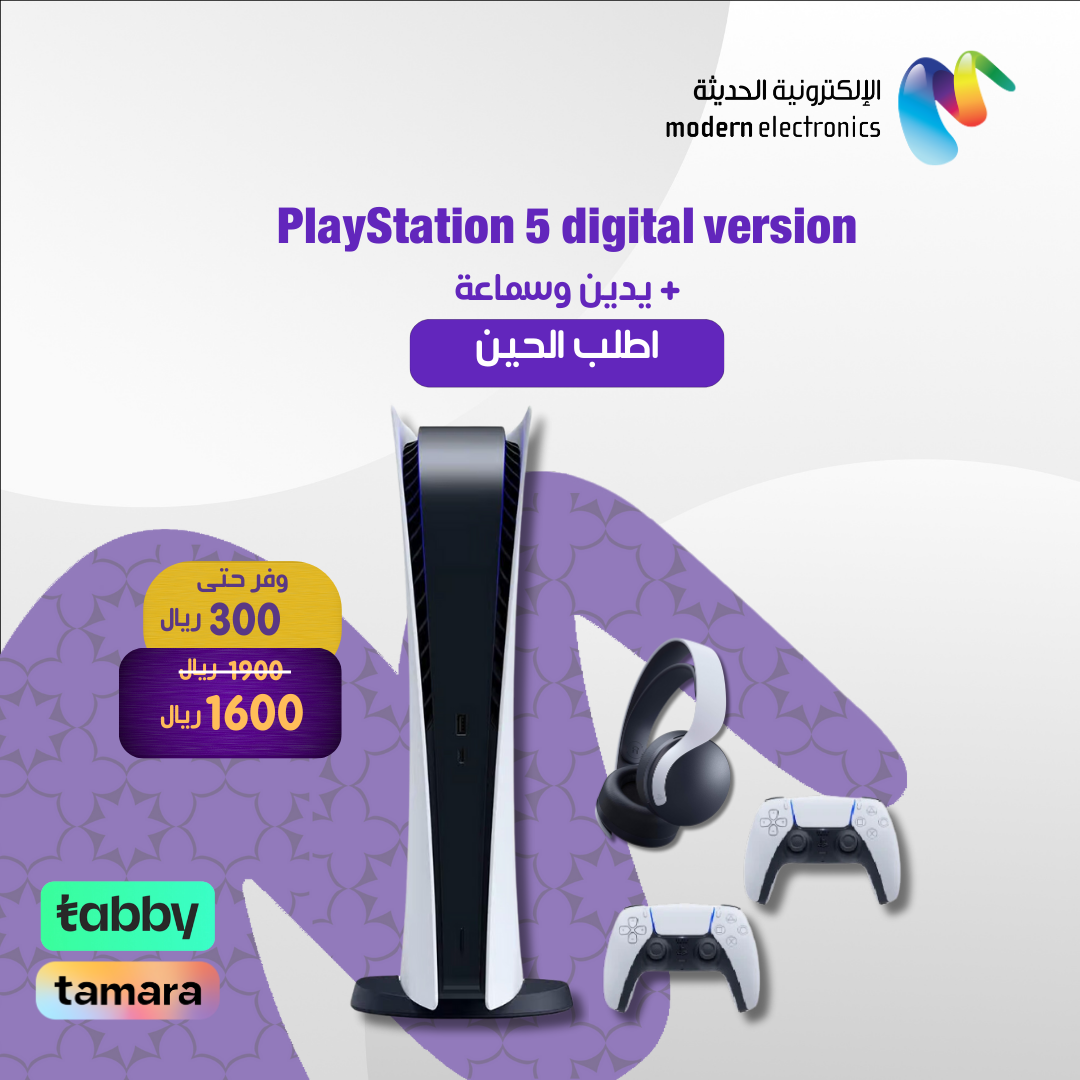 الإلكترونية الحديثة
modern electronics
PlayStation 5 digital version
+ يدين وسماعة
اطلب الحين
وفر حتى
300 ريال
1900 ريال
1600 ريال
tabby
tamara